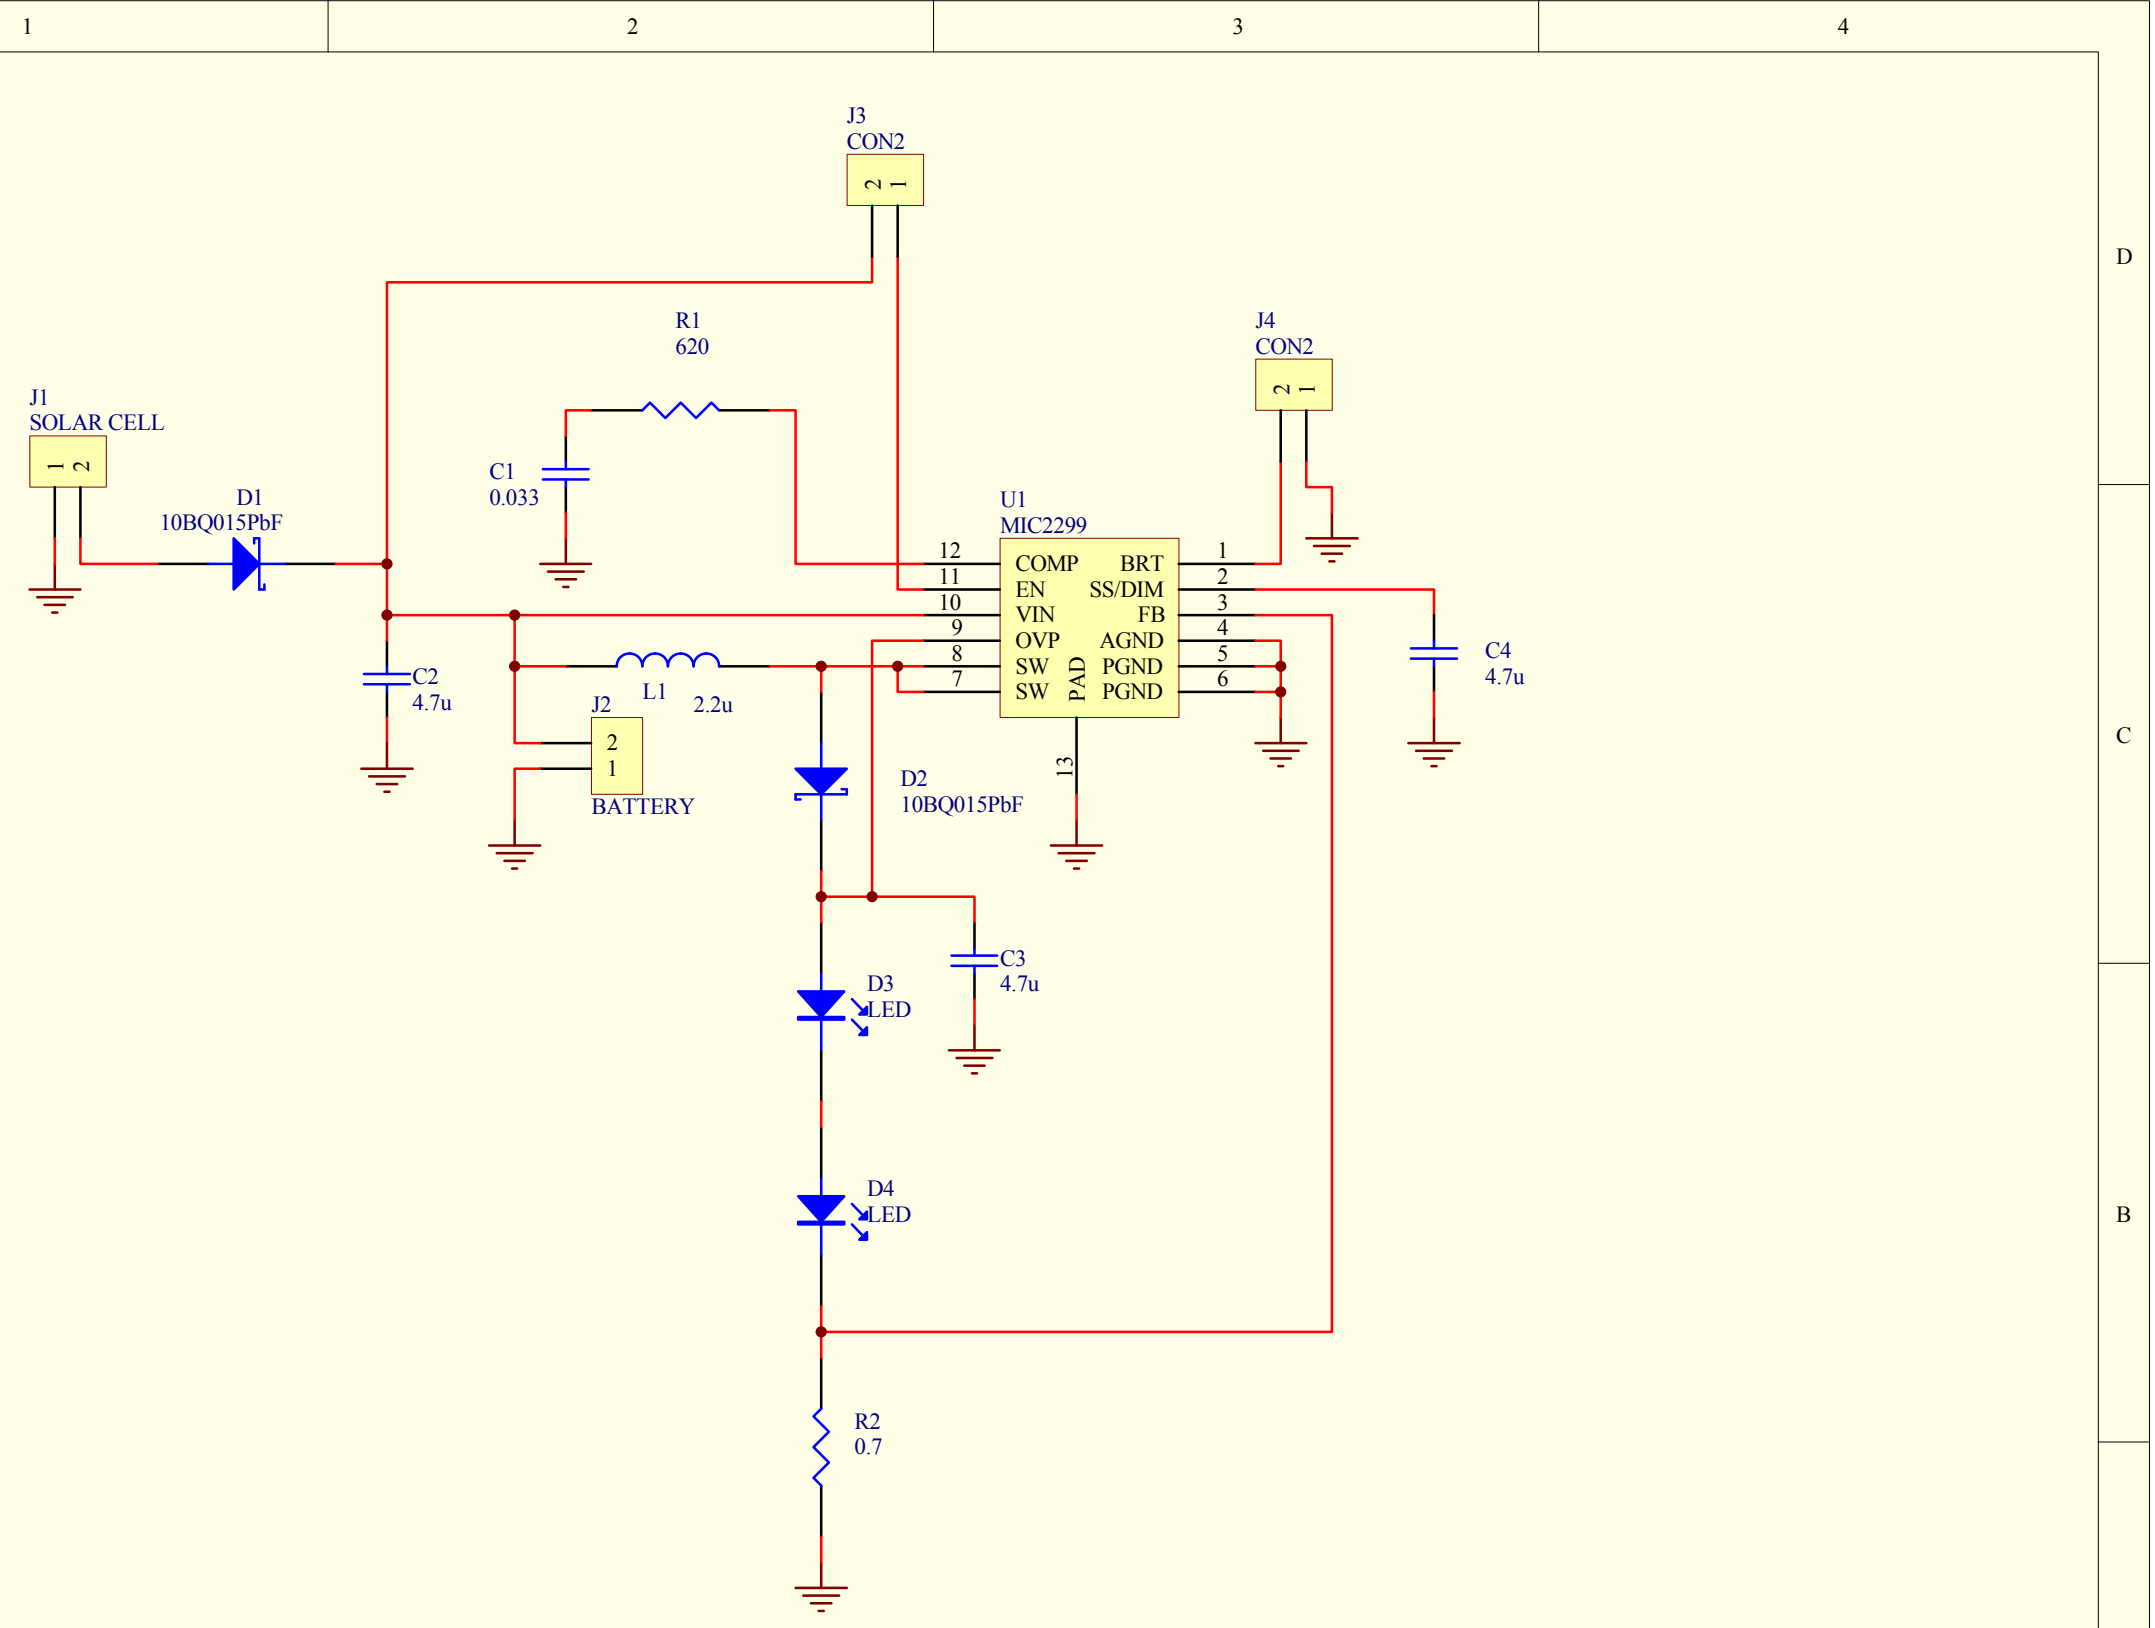 1
2
3
4
D
C
B
J3
CON2
2
1
R1
620
J4
CON2
2
1
J1
SOLAR CELL
1
2
D1
10BQ015PbF
C1
0.033
U1
MIC2299
12
COMP
BRT
1
11
EN
SS/DIM
2
10
VIN
FB
3
9
OVP
AGND
4
8
SW
PGND
5
7
SW
PGND
6
PAD
13
C2
4.7u
L1
2.2u
J2
2
1
BATTERY
C4
4.7u
D2
10BQ015PbF
C3
4.7u
D3
LED
D4
LED
R2
0.7